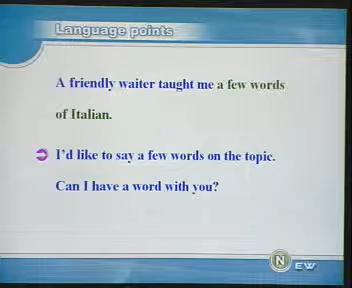 Language points
A friendly waiter taught me a few words
of Italian.
I'd like to say a few words on the topic.
Can I have a word with you?
N EW